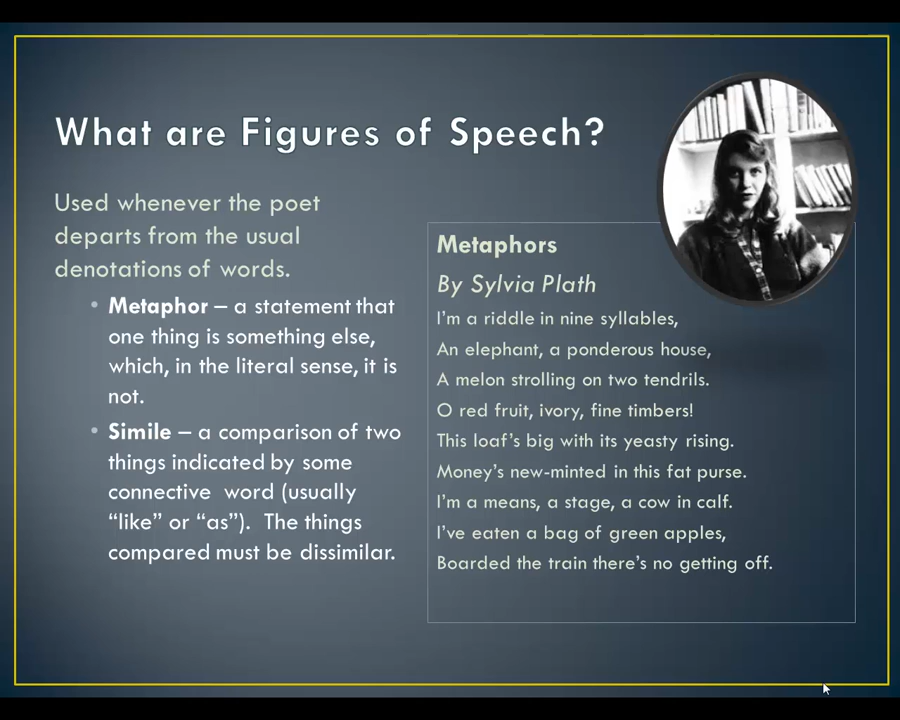 What are Figures of Speech?
Used whenever the poet
departs from the usual
denotations of words.
• Metaphor – a statement that
one thing is something else,
which, in the literal sense, it is
not.
• Simile – a comparison of two
things indicated by some
connective word (usually
“like” or “as”). The things
compared must be dissimilar.
Metaphors
By Sylvia Plath
I’m a riddle in nine syllables,
An elephant, a ponderous house,
A melon strolling on two tendrils.
O red fruit, ivory, fine timbers!
This loaf’s big with its yeasty rising.
Money’s new-minted in this fat purse.
I’m a means, a stage, a cow in calf.
I’ve eaten a bag of green apples,
Boarded the train there’s no getting off.